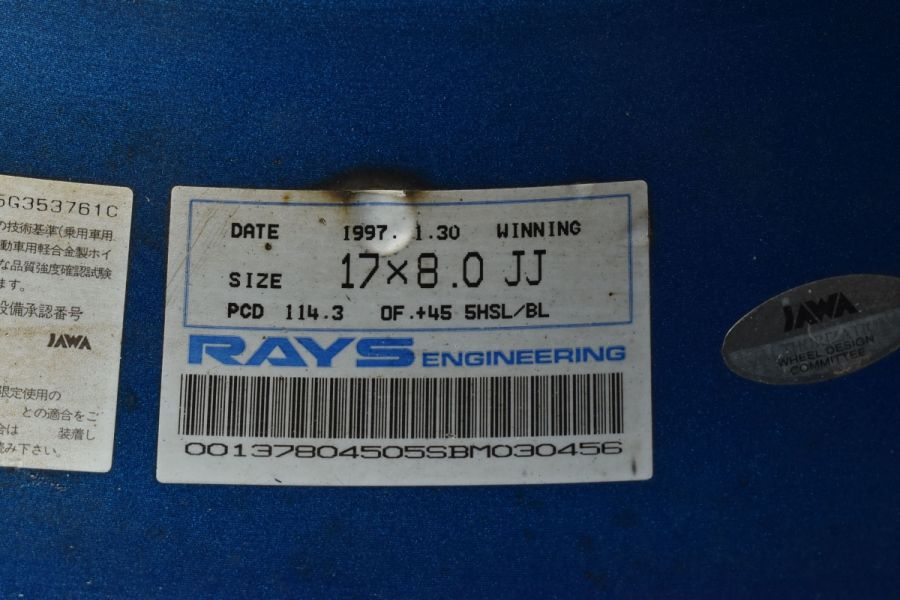 5G353761C
の技術基準(乗用車用
動車用軽合金製ホイ
な品質強度確認試験
ます。
設備承認番号
JAWA
限定使用の
との適合をご
合は 装着し
読み下さい。
DATE 1997. 1.30 WINNING
SIZE 17×8.0 JJ
PCD 114.3 OF.+45 5HSL/BL
RAYS ENGINEERING
00137804505SBM030456
JAWA
WHEEL DESIGN
COMMITTEE